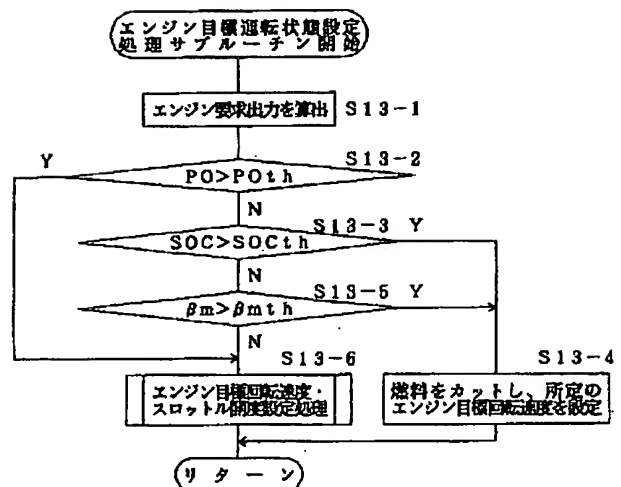 エンジン目標運転状態設定
処理サブルーチン開始
エンジン要求出力を算出 S13-1
Y S13-2
PO>POth
N
S13-3 Y
SOC>SOCth
N
S13-5 Y
βm>βmth
N
S13-6 S13-4
エンジン目標回転速度・ 燃料をカットし、所定の
スロットル開度設定処理 エンジン目標回転速度を設定
リターン